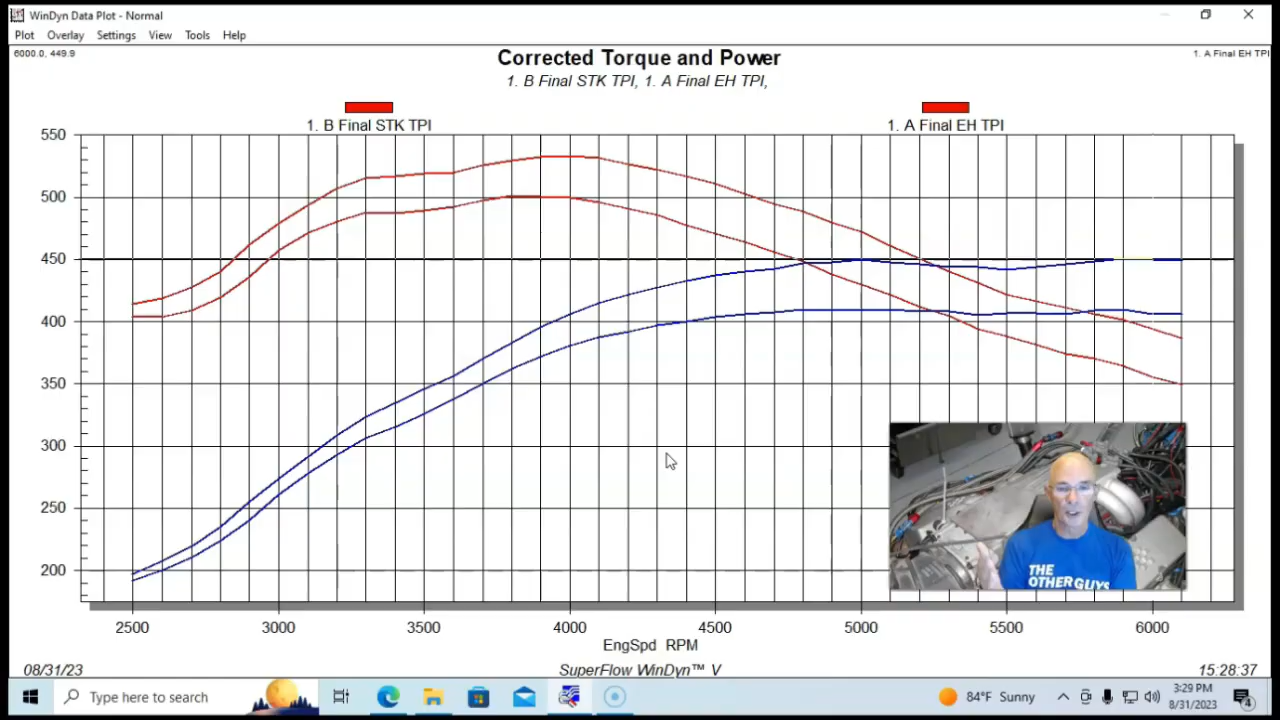 WinDyn Data Plot - Normal
Plot Overlay Settings View Tools Help
6000.0, 449.9
1. A Final EH TPI
Corrected Torque and Power
1. B Final STK TPI, 1. A Final EH TPI,
1. B Final STK TPI
1. A Final EH TPI
550
500
450
400
350
300
250
200
2500 3000 3500 4000 4500 5000 5500 6000
EngSpd RPM
THE
OTHER GUYS
08/31/23
SuperFlow WinDyn™ V
15:28:37
Type here to search
84°F Sunny
3:29 PM
8/31/2023
4